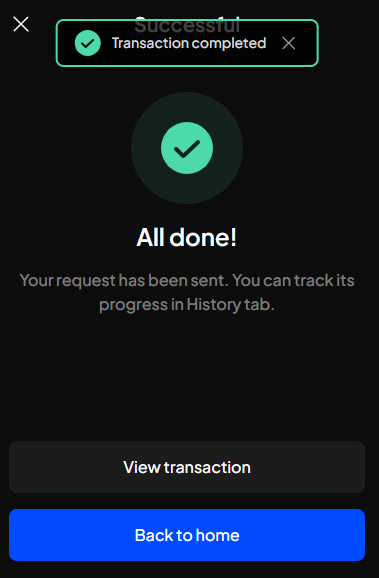 Successful
Transaction completed
All done!
Your request has been sent. You can track its
progress in History tab.
View transaction
Back to home